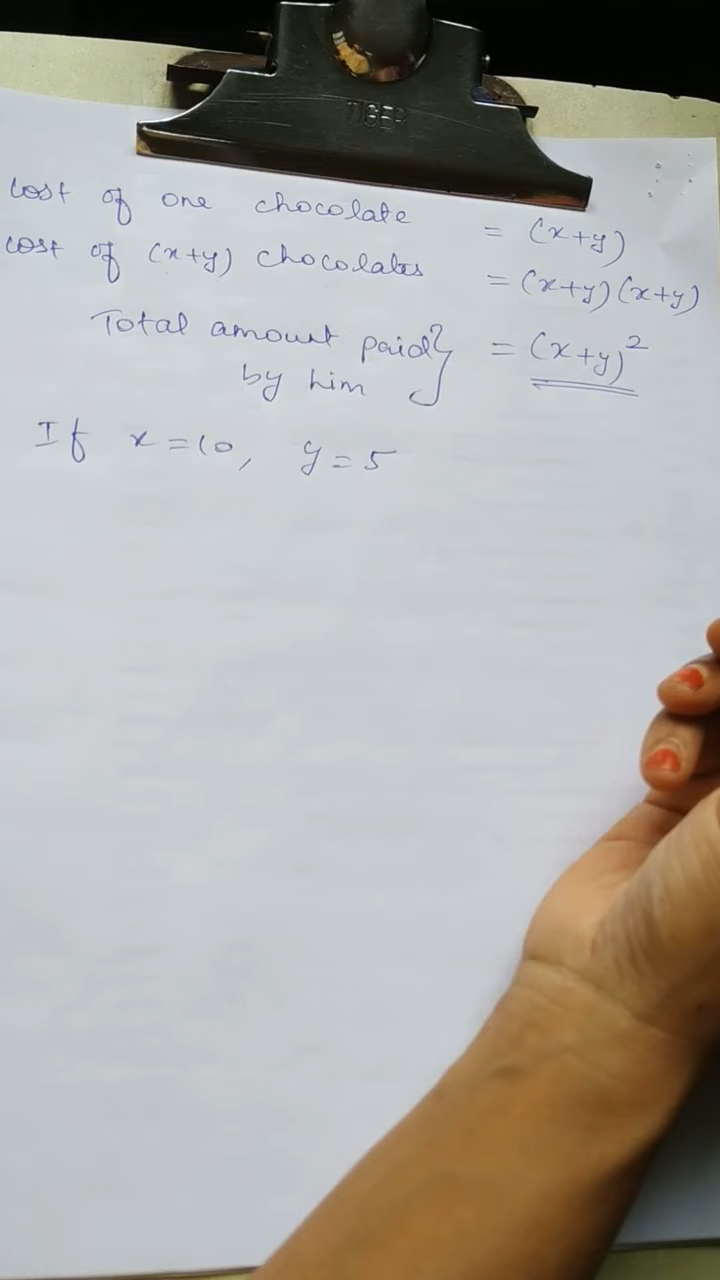 TIGER
cost of one chocolate = (x+y)
cost of (x+y) chocolates = (x+y)(x+y)
Total amount paid by him } = (x+y)²
If x=10, y=5